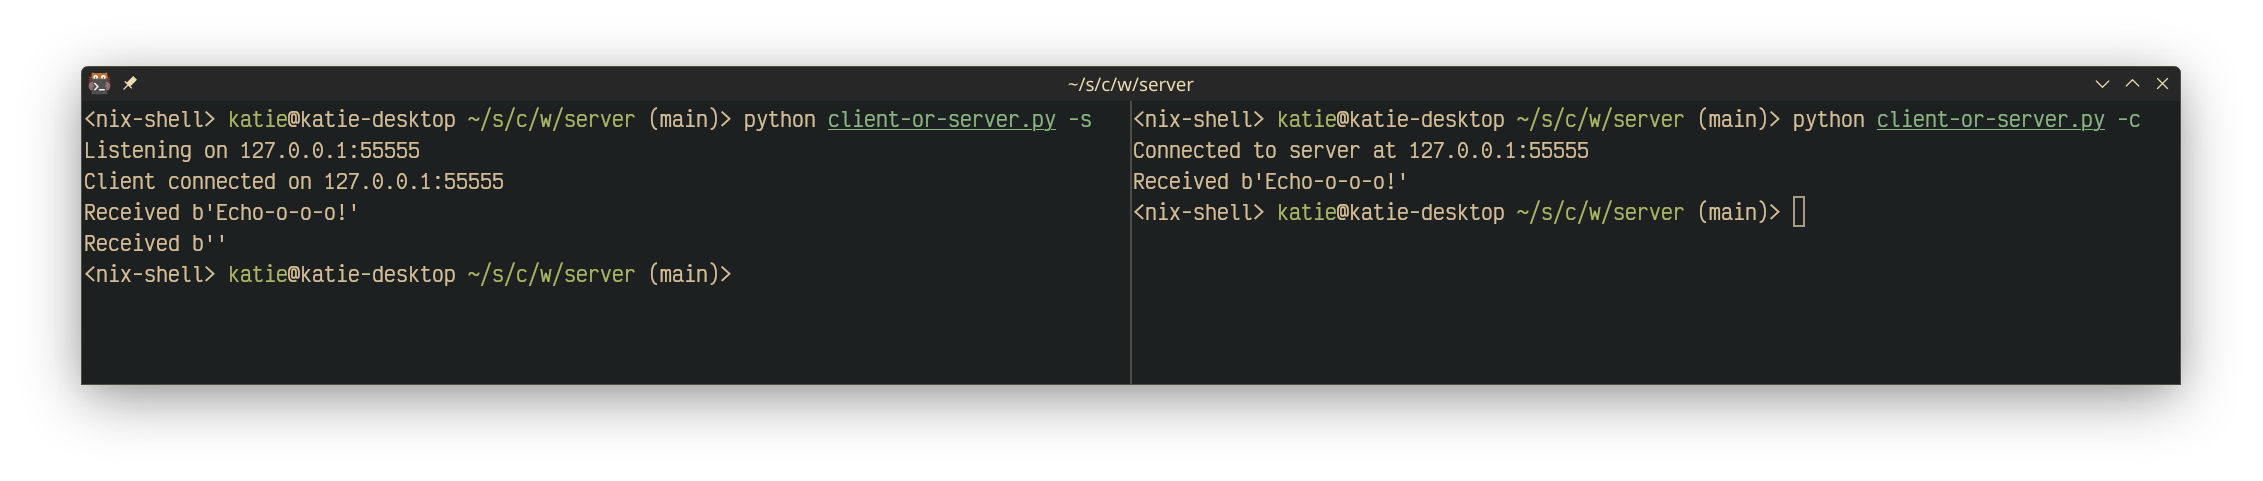 ~/s/c/w/server
<nix-shell> katie@katie-desktop ~/s/c/w/server (main)> python client-or-server.py -s
Listening on 127.0.0.1:55555
Client connected on 127.0.0.1:55555
Received b'Echo-o-o-o!'
Received b''
<nix-shell> katie@katie-desktop ~/s/c/w/server (main)>
<nix-shell> katie@katie-desktop ~/s/c/w/server (main)> python client-or-server.py -c
Connected to server at 127.0.0.1:55555
Received b'Echo-o-o-o!'
<nix-shell> katie@katie-desktop ~/s/c/w/server (main)>